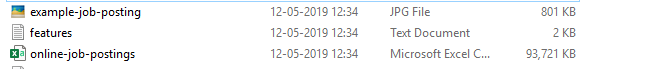 example-job-posting 12-05-2019 12:34 JPG File 801 KB
features 12-05-2019 12:34 Text Document 2 KB
online-job-postings 12-05-2019 12:34 Microsoft Excel C... 93,721 KB